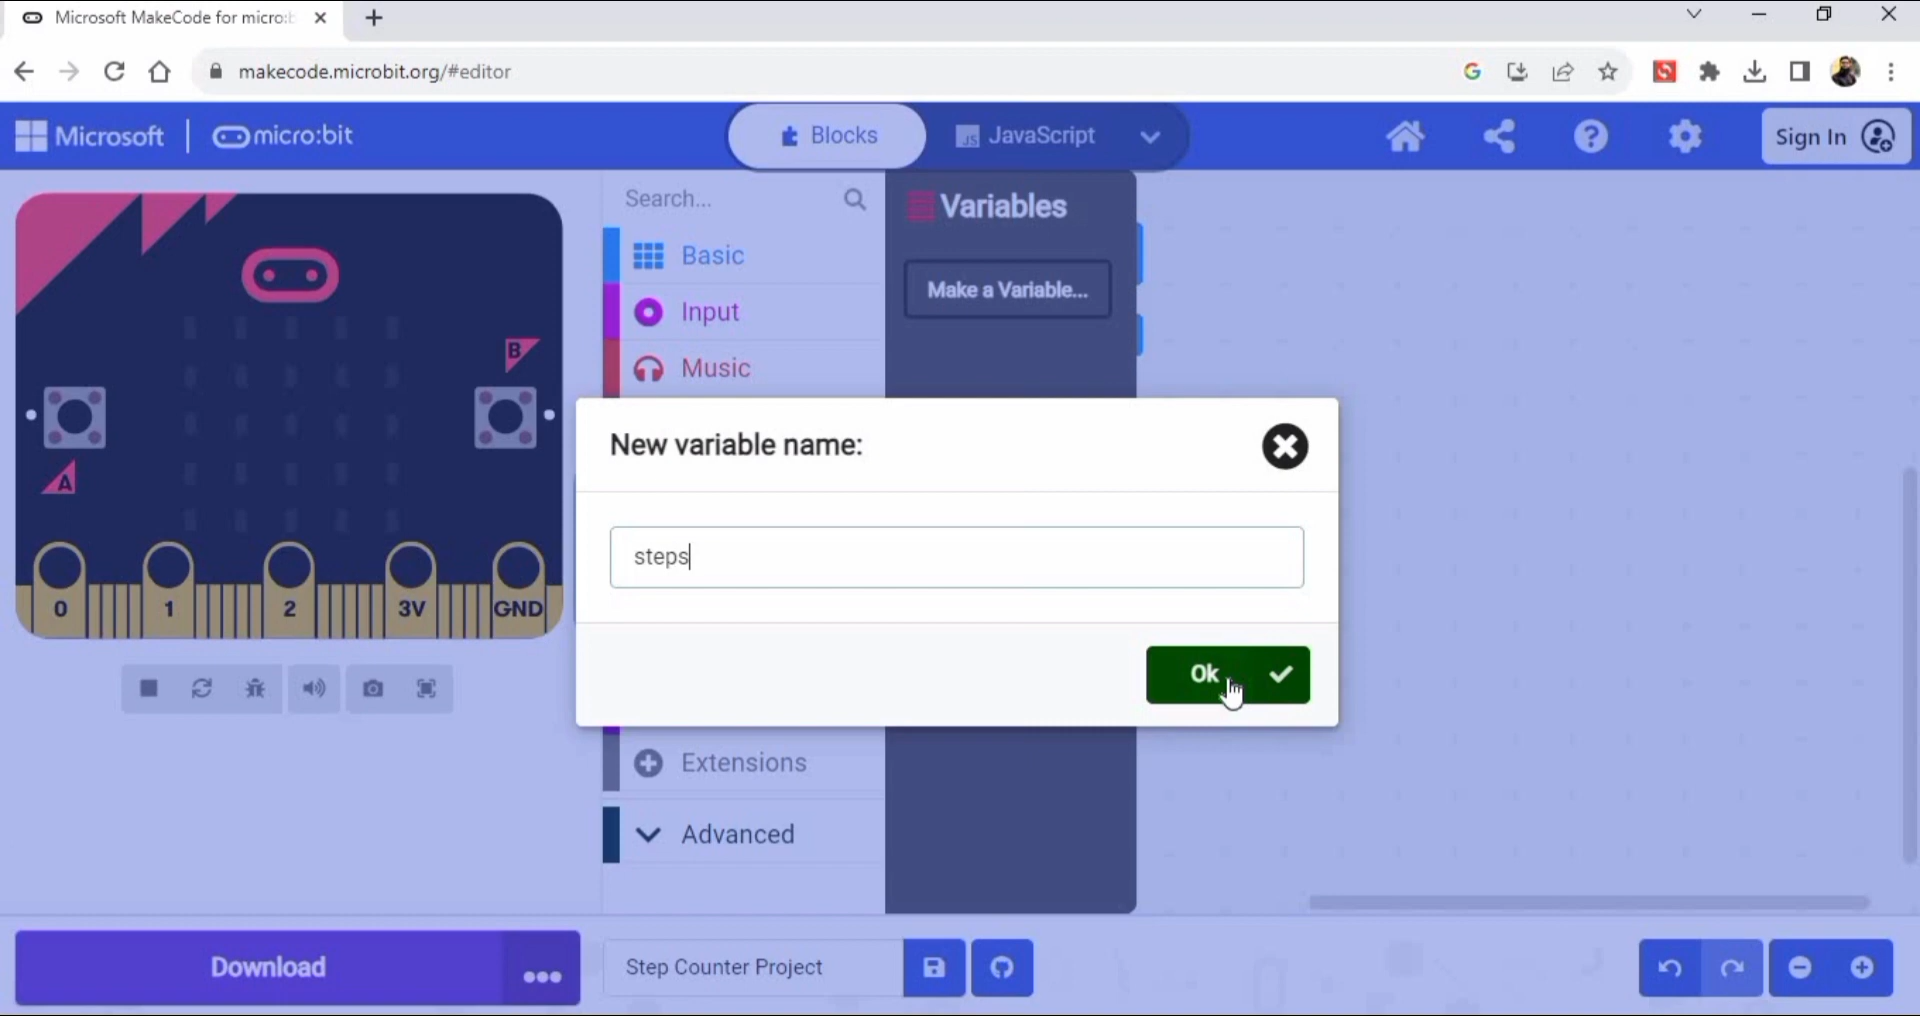 Microsoft MakeCode for micro:b
makecode.microbit.org/#editor
Microsoft
micro:bit
Blocks
JS JavaScript
Sign In
Search...
Variables
Basic
Make a Variable...
Input
Music
B
A
New variable name:
steps
Ok
0 1 2 3V GND
Extensions
Advanced
Download
Step Counter Project